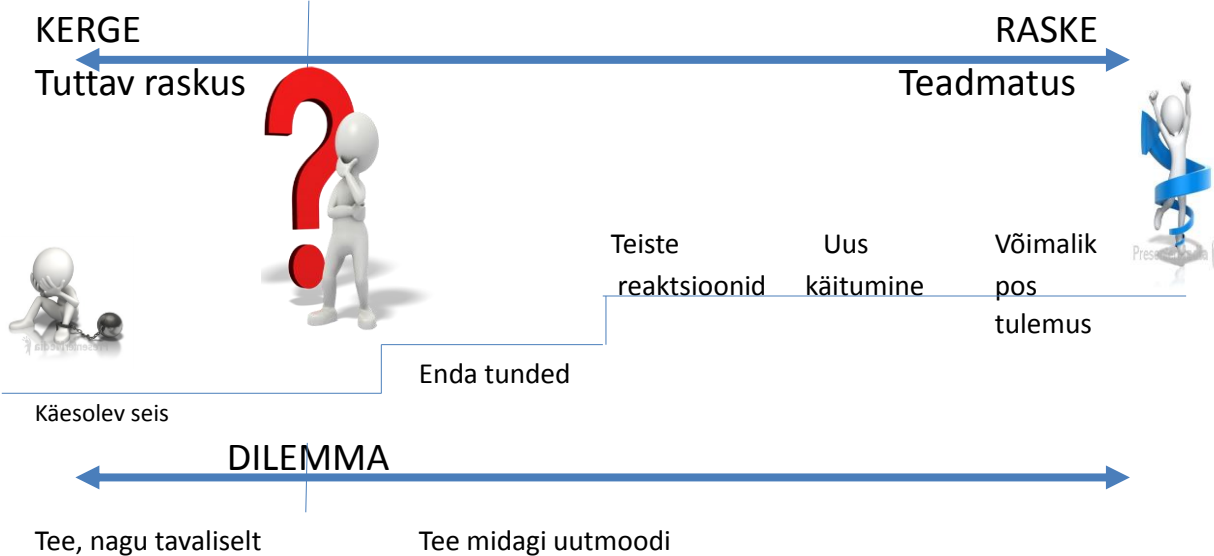 KERGE
RASKE
Tuttav raskus
Teadmatus
Teiste
reaktsioonid
Uus
käitumine
Võimalik
pos
tulemus
Enda tunded
Käesolev seis
DILEMMA
Tee, nagu tavaliselt
Tee midagi uutmoodi